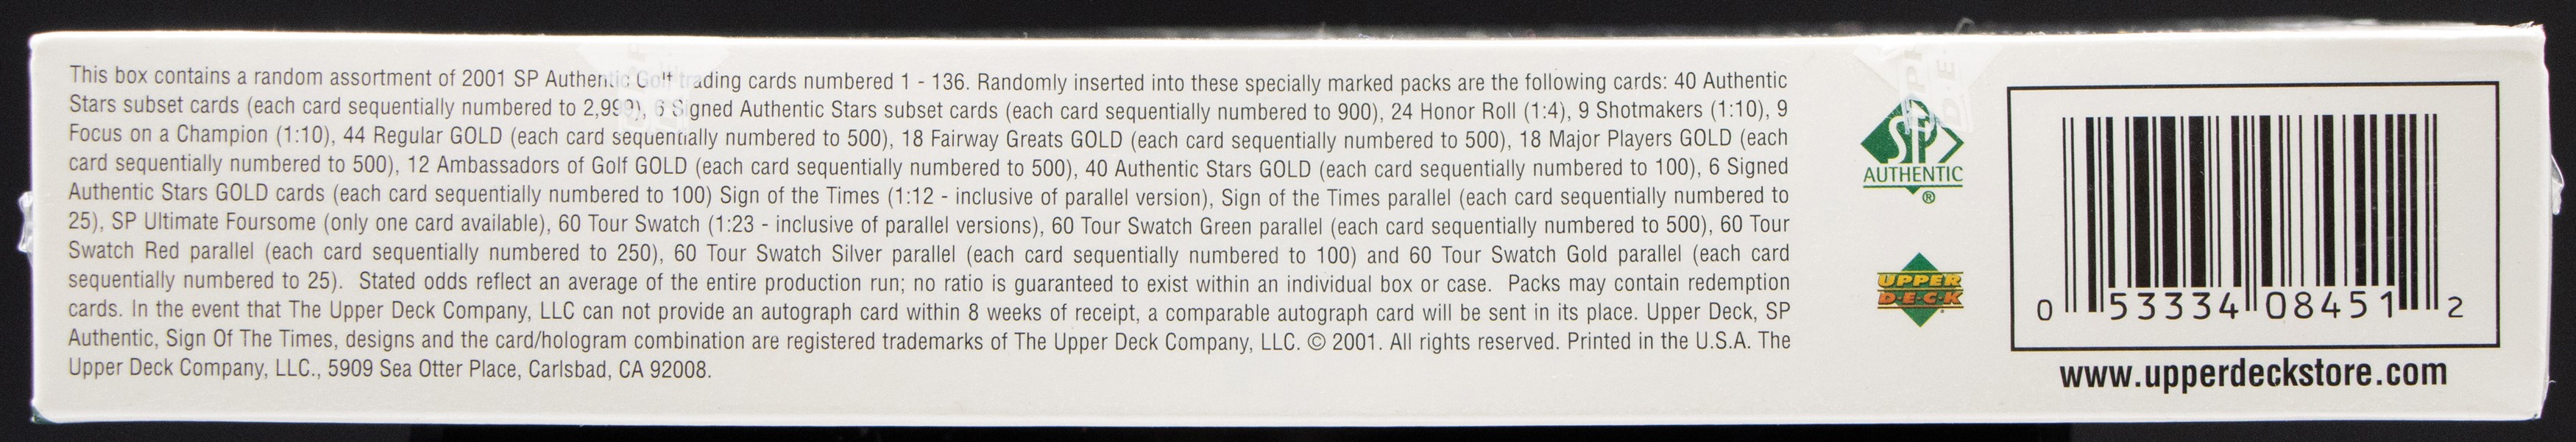 This box contains a random assortment of 2001 SP Authentic Golf trading cards numbered 1 - 136. Randomly inserted into these specially marked packs are the following cards: 40 Authentic
Stars subset cards (each card sequentially numbered to 2,999), 6 Signed Authentic Stars subset cards (each card sequentially numbered to 900), 24 Honor Roll (1:4), 9 Shotmakers (1:10), 9
Focus on a Champion (1:10), 44 Regular GOLD (each card sequentially numbered to 500), 18 Fairway Greats GOLD (each card sequentially numbered to 500), 18 Major Players GOLD (each
card sequentially numbered to 500), 12 Ambassadors of Golf GOLD (each card sequentially numbered to 500), 40 Authentic Stars GOLD (each card sequentially numbered to 100), 6 Signed
Authentic Stars GOLD cards (each card sequentially numbered to 100) Sign of the Times (1:12 - inclusive of parallel version), Sign of the Times parallel (each card sequentially numbered to
25), SP Ultimate Foursome (only one card available), 60 Tour Swatch (1:23 - inclusive of parallel versions), 60 Tour Swatch Green parallel (each card sequentially numbered to 500), 60 Tour
Swatch Red parallel (each card sequentially numbered to 250), 60 Tour Swatch Silver parallel (each card sequentially numbered to 100) and 60 Tour Swatch Gold parallel (each card
sequentially numbered to 25). Stated odds reflect an average of the entire production run; no ratio is guaranteed to exist within an individual box or case. Packs may contain redemption
cards. In the event that The Upper Deck Company, LLC can not provide an autograph card within 8 weeks of receipt, a comparable autograph card will be sent in its place. Upper Deck, SP
Authentic, Sign Of The Times, designs and the card/hologram combination are registered trademarks of The Upper Deck Company, LLC. © 2001. All rights reserved. Printed in the U.S.A. The
Upper Deck Company, LLC., 5909 Sea Otter Place, Carlsbad, CA 92008.
SP
AUTHENTIC
®
UPPER
D·E·C·K
0 53334 08451 2
www.upperdeckstore.com